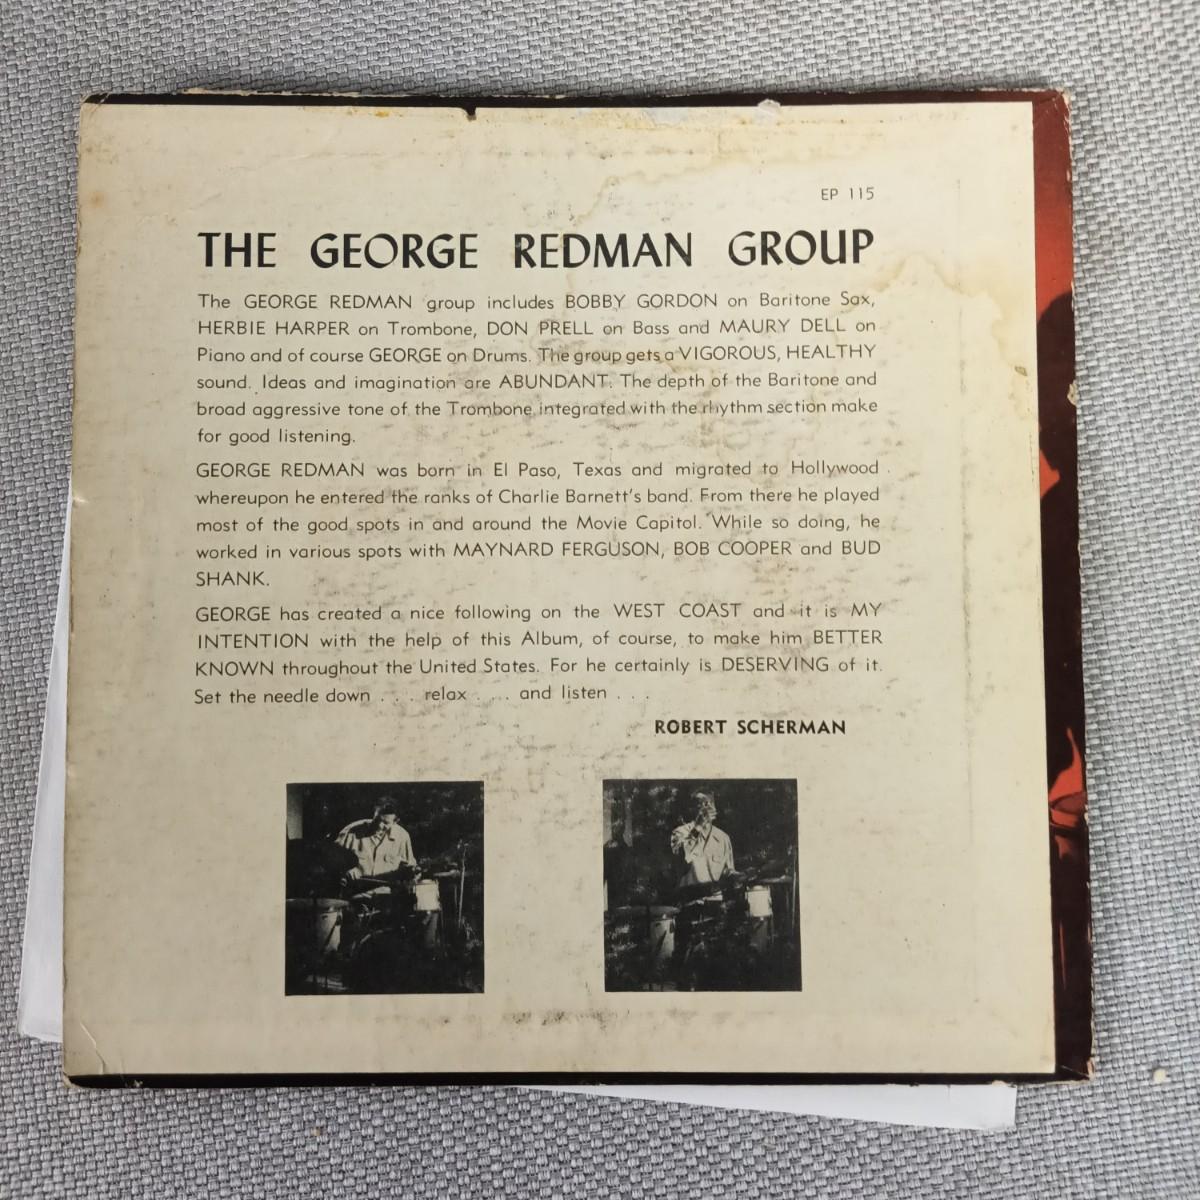 EP 115
THE GEORGE REDMAN GROUP
The GEORGE REDMAN group includes BOBBY GORDON on Baritone Sax,
HERBIE HARPER on Trombone, DON PRELL on Bass and MAURY DELL on
Piano and of course GEORGE on Drums. The group gets a VIGOROUS, HEALTHY
sound. Ideas and imagination are ABUNDANT. The depth of the Baritone and
broad aggressive tone of the Trombone integrated with the rhythm section make
for good listening.
GEORGE REDMAN was born in El Paso, Texas and migrated to Hollywood
whereupon he entered the ranks of Charlie Barnett's band. From there he played
most of the good spots in and around the Movie Capitol. While so doing, he
worked in various spots with MAYNARD FERGUSON, BOB COOPER and BUD
SHANK.
GEORGE has created a nice following on the WEST COAST and it is MY
INTENTION with the help of this Album, of course, to make him BETTER
KNOWN throughout the United States. For he certainly is DESERVING of it.
Set the needle down . . . relax . . . and listen . . .
ROBERT SCHERMAN